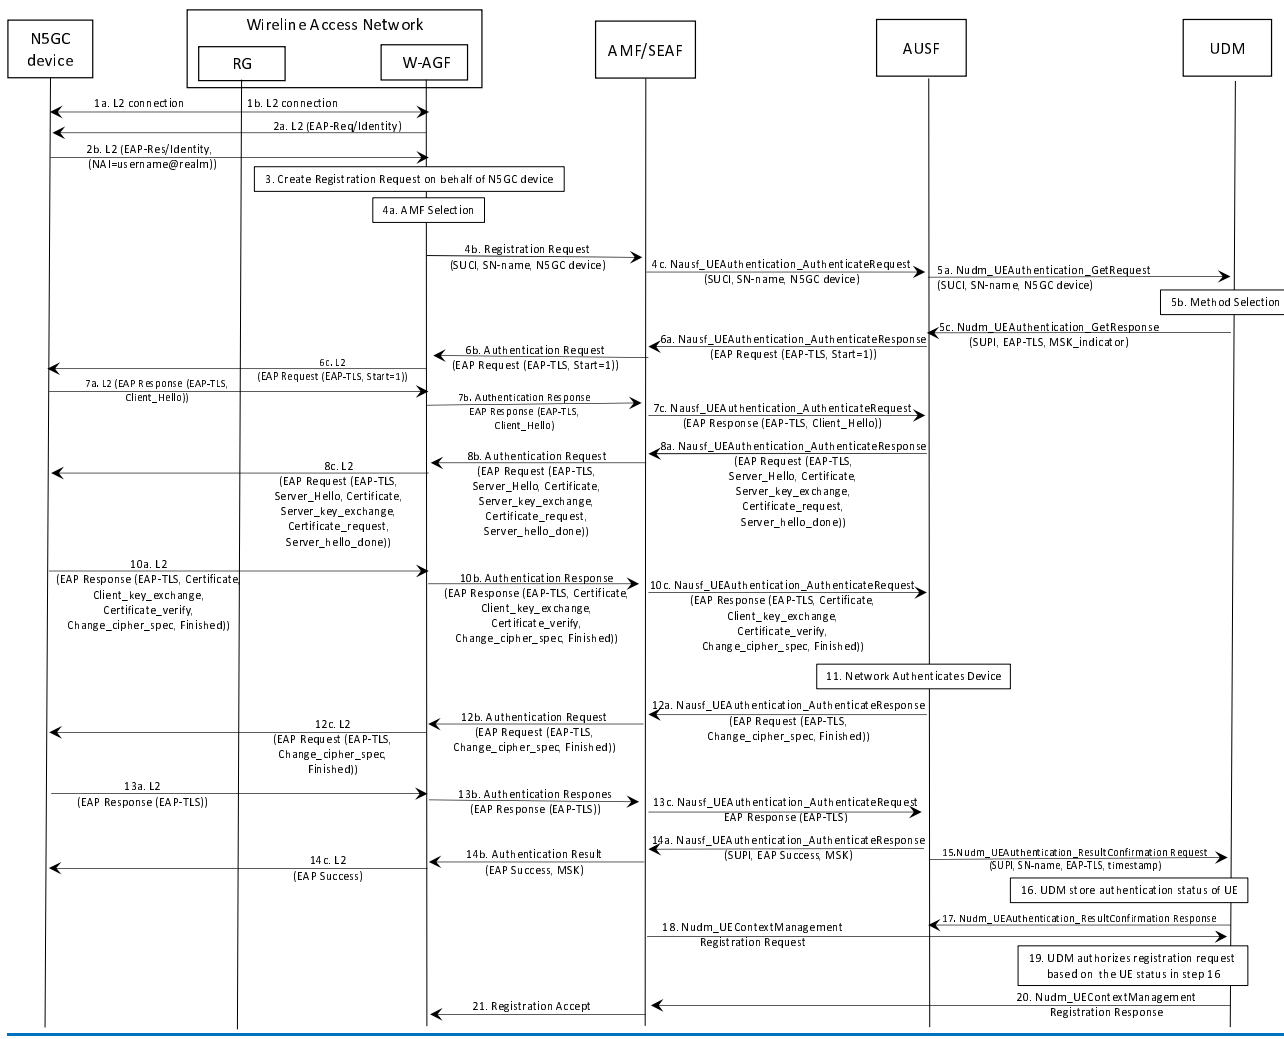 Wireline Access Network
N5GC
device
RG
W-AGF
AMF/SEAF
AUSF
UDM
1a. L2 connection
1b. L2 connection
2a. L2 (EAP-Req/Identity)
2b. L2 (EAP-Res/Identity,
(NAI=username@realm))
3. Create Registration Request on behalf of N5GC device
4a. AMF Selection
4b. Registration Request
(SUCI, SN-name, N5GC device)
4c. Nausf_UEAuthentication_AuthenticateRequest
(SUCI, SN-name, N5GC device)
5a. Nudm_UEAuthentication_GetRequest
(SUCI, SN-name, N5GC device)
5b. Method Selection
5c. Nudm_UEAuthentication_GetResponse
(SUPI, EAP-TLS, MSK_indicator)
6a. Nausf_UEAuthentication_AuthenticateResponse
(EAP Request (EAP-TLS, Start=1))
6b. Authentication Request
(EAP Request (EAP-TLS, Start=1))
6c. L2
(EAP Request (EAP-TLS, Start=1))
7a. L2 (EAP Response (EAP-TLS,
Client_Hello))
7b. Authentication Response
EAP Response (EAP-TLS,
Client_Hello)
7c. Nausf_UEAuthentication_AuthenticateRequest
(EAP Response (EAP-TLS, Client_Hello))
8a. Nausf_UEAuthentication_AuthenticateResponse
(EAP Request (EAP-TLS,
Server_Hello, Certificate,
Server_key_exchange,
Certificate_request,
Server_hello_done))
8b. Authentication Request
(EAP Request (EAP-TLS,
Server_Hello, Certificate,
Server_key_exchange,
Certificate_request,
Server_hello_done))
8c. L2
(EAP Request (EAP-TLS,
Server_Hello, Certificate,
Server_key_exchange,
Certificate_request,
Server_hello_done))
10a. L2
(EAP Response (EAP-TLS, Certificate,
Client_key_exchange,
Certificate_verify,
Change_cipher_spec, Finished))
10b. Authentication Response
(EAP Response (EAP-TLS, Certificate,
Client_key_exchange,
Certificate_verify,
Change_cipher_spec, Finished))
10c. Nausf_UEAuthentication_AuthenticateRequest
(EAP Response (EAP-TLS, Certificate,
Client_key_exchange,
Certificate_verify,
Change_cipher_spec, Finished))
11. Network Authenticates Device
12a. Nausf_UEAuthentication_AuthenticateResponse
(EAP Request (EAP-TLS,
Change_cipher_spec, Finished))
12b. Authentication Request
(EAP Request (EAP-TLS,
Change_cipher_spec, Finished))
12c. L2
(EAP Request (EAP-TLS,
Change_cipher_spec,
Finished))
13a. L2
(EAP Response (EAP-TLS))
13b. Authentication Respones
(EAP Response (EAP-TLS))
13c. Nausf_UEAuthentication_AuthenticateRequest
EAP Response (EAP-TLS)
14a. Nausf_UEAuthentication_AuthenticateResponse
(SUPI, EAP Success, MSK)
14b. Authentication Result
(EAP Success, MSK)
14c. L2
(EAP Success)
15.Nudm_UEAuthentication_ResultConfirmation Request
(SUPI, SN-name, EAP-TLS, timestamp)
16. UDM store authentication status of UE
17. Nudm_UEAuthentication_ResultConfirmation Response
18. Nudm_UEContextManagement
Registration Request
19. UDM authorizes registration request
based on the UE status in step 16
20. Nudm_UEContextManagement
Registration Response
21. Registration Accept